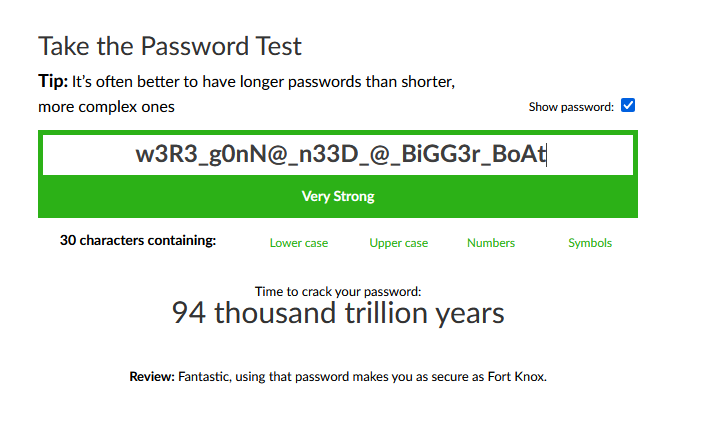 Take the Password Test
Tip: It's often better to have longer passwords than shorter,
more complex ones
Show password:
w3R3_g0nN@_n33D_@_BiGG3r_BoAt
Very Strong
30 characters containing:
Lower case
Upper case
Numbers
Symbols
Time to crack your password:
94 thousand trillion years
Review: Fantastic, using that password makes you as secure as Fort Knox.